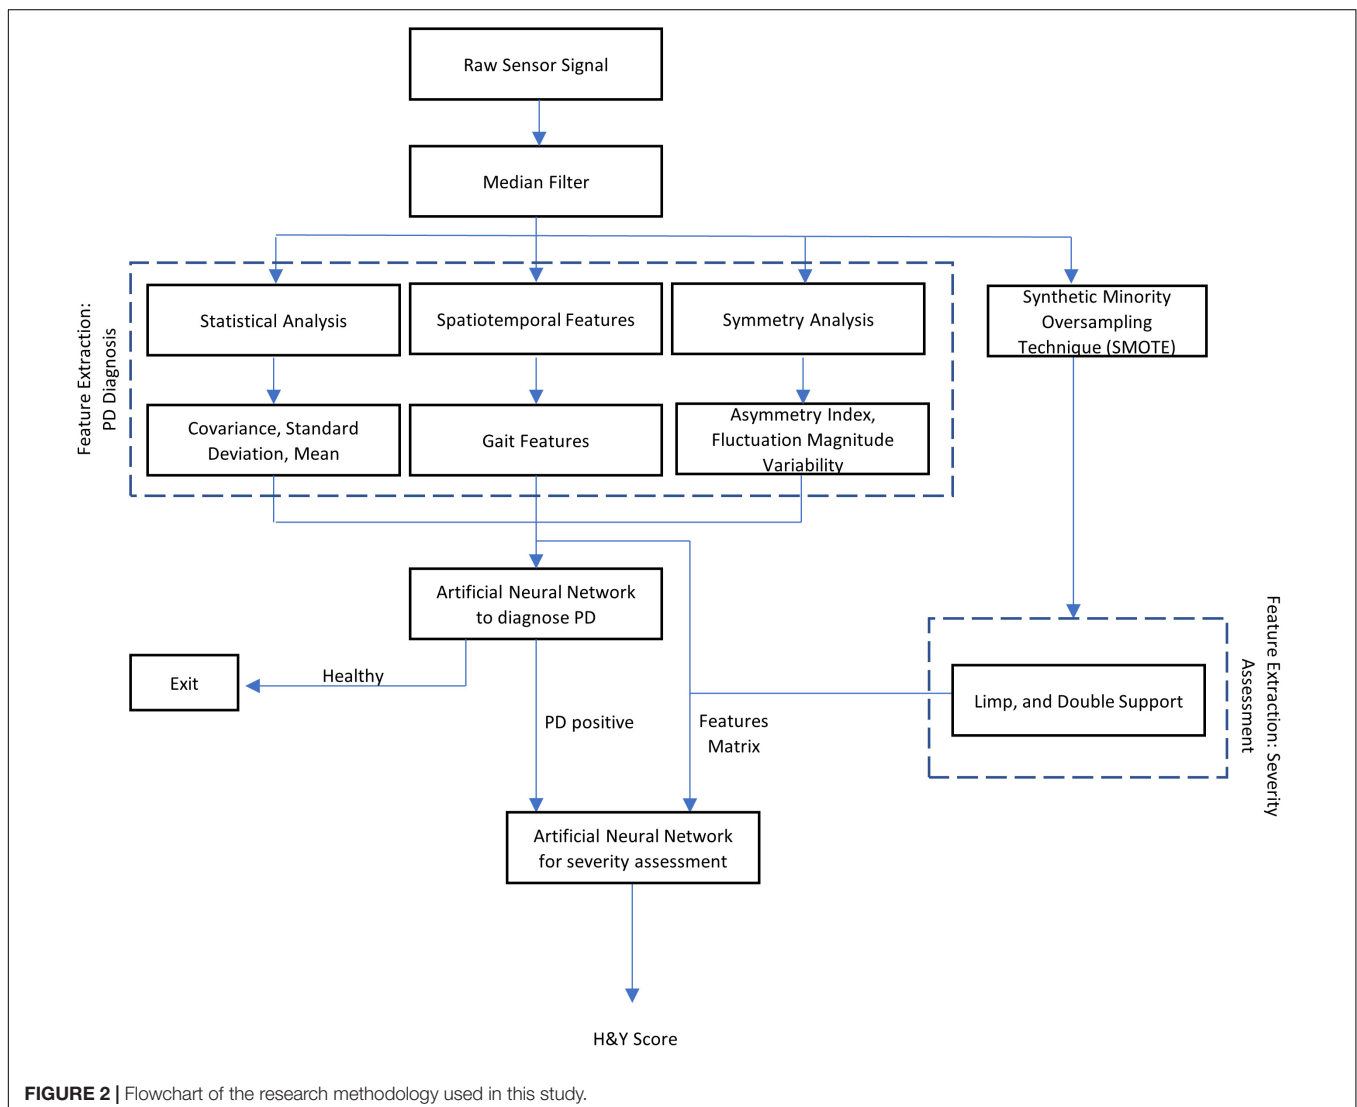 Raw Sensor Signal
Median Filter
Feature Extraction:
PD Diagnosis
Statistical Analysis
Spatiotemporal Features
Symmetry Analysis
Synthetic Minority
Oversampling
Technique (SMOTE)
Covariance, Standard
Deviation, Mean
Gait Features
Asymmetry Index,
Fluctuation Magnitude
Variability
Artificial Neural Network
to diagnose PD
Exit
Healthy
PD positive
Features
Matrix
Limp, and Double Support
Feature Extraction: Severity
Assessment
Artificial Neural Network
for severity assessment
H&Y Score
FIGURE 2 | Flowchart of the research methodology used in this study.